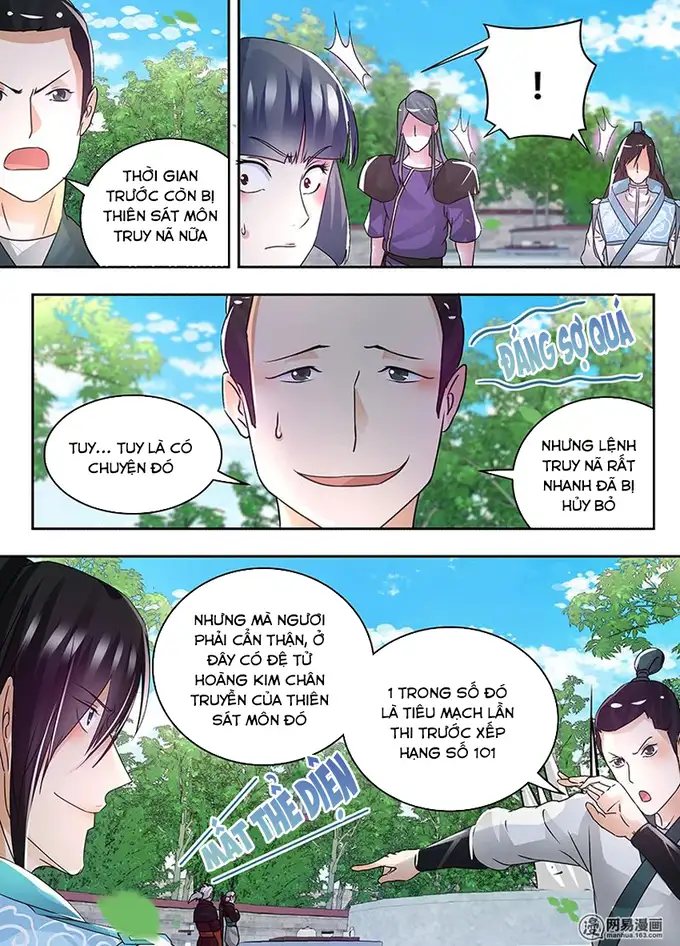 THỜI GIAN
TRƯỚC CÒN BỊ
THIÊN SÁT MÔN
TRUY NÃ NỮA
!
ĐÁNG SỢ QUÁ
TUY... TUY LÀ CÓ
CHUYỆN ĐÓ
NHƯNG LỆNH
TRUY NÃ RẤT
NHANH ĐÃ BỊ
HỦY BỎ
NHƯNG MÀ NGƯƠI
PHẢI CẨN THẬN, Ở
ĐÂY CÓ ĐỆ TỬ
HOÀNG KIM CHÂN
TRUYỀN CỦA THIÊN
SÁT MÔN ĐÓ
1 TRONG SỐ ĐÓ
LÀ TIÊU MẠCH LẦN
THI TRƯỚC XẾP
HẠNG SỐ 101
MẤT THỂ DIỆN
漫 网易漫画
manhua.163.com